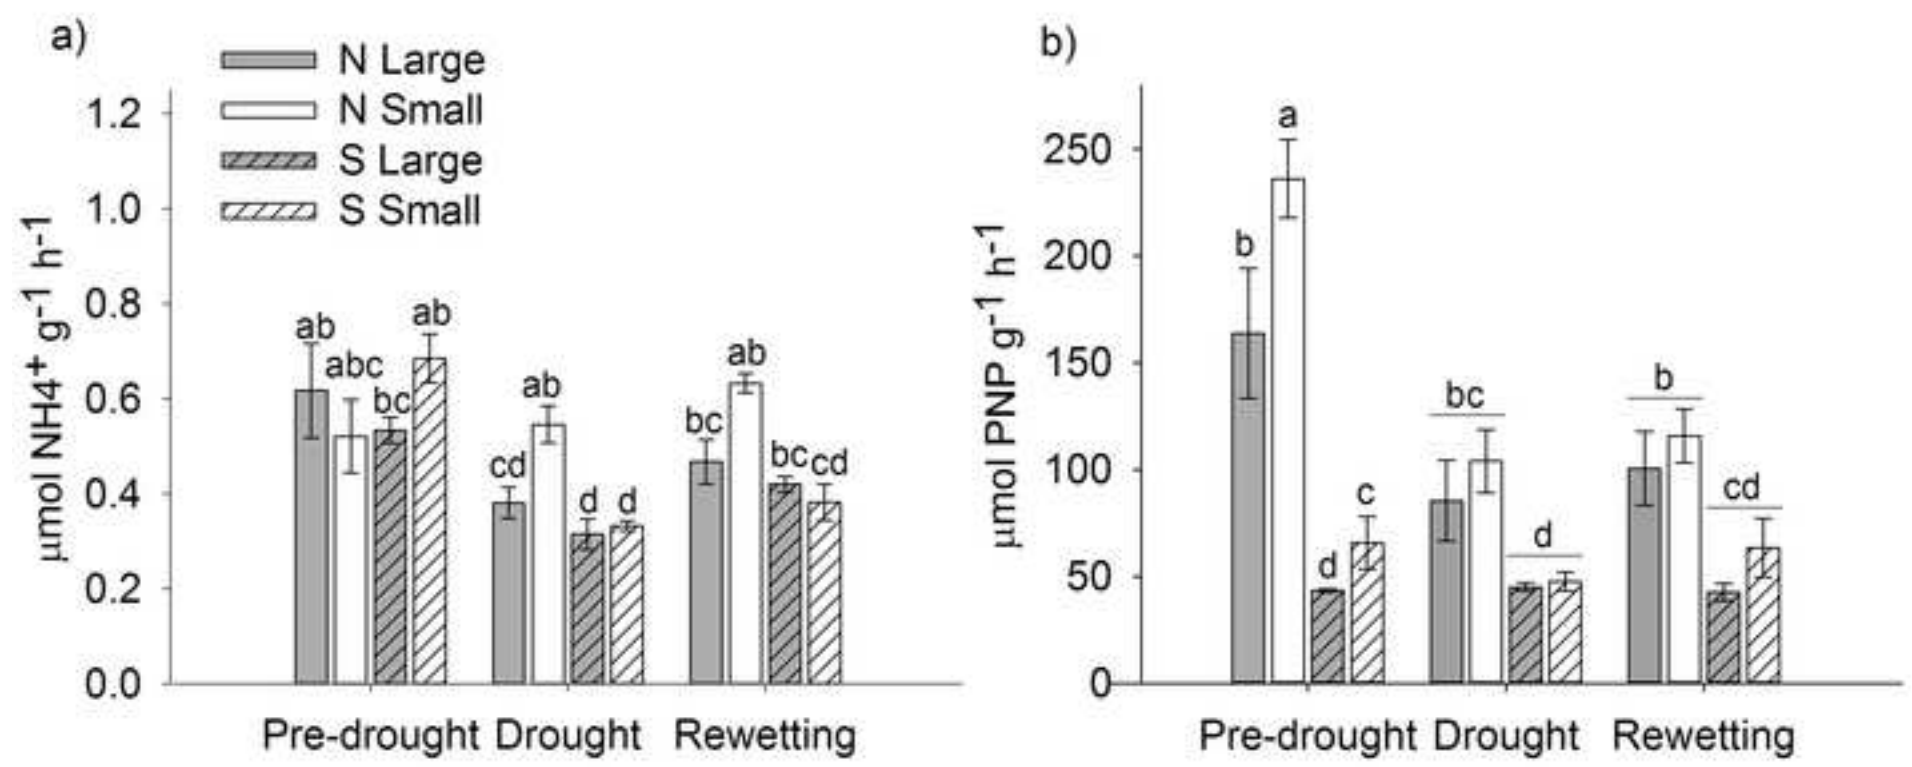 a)
N Large
N Small
S Large
S Small
1.2
1.0
0.8
0.6
0.4
0.2
0.0
μmol NH4+ g-1 h-1
ab
abc
bc
ab
cd
ab
d
d
bc
ab
bc
cd
Pre-drought Drought Rewetting
b)
250
200
150
100
50
0
μmol PNP g-1 h-1
b
a
d
c
bc
d
b
cd
Pre-drought Drought Rewetting